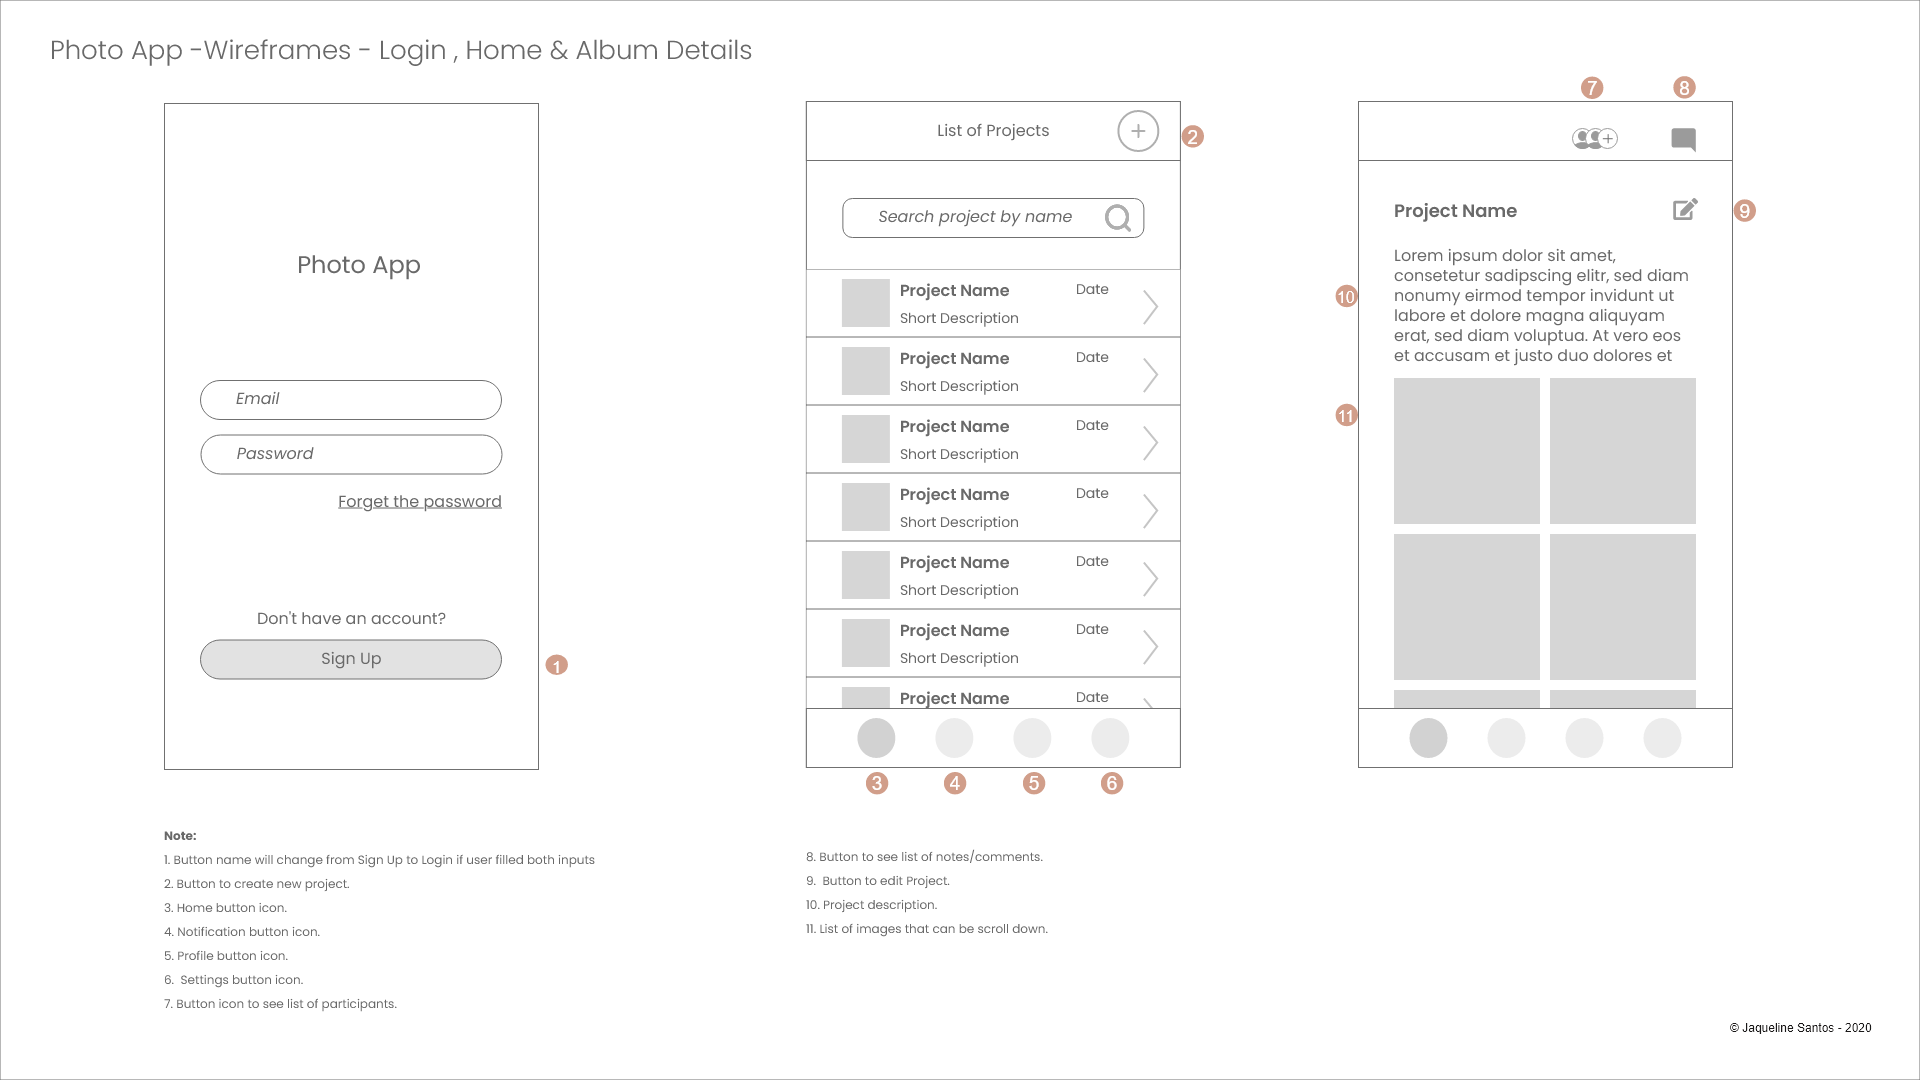 Photo App -Wireframes - Login , Home & Album Details
Photo App
Email
Password
Forget the password
Don't have an account?
Sign Up
1
List of Projects
2
Search project by name
Project Name
Date
Short Description
Project Name
Date
Short Description
Project Name
Date
Short Description
Project Name
Date
Short Description
Project Name
Date
Short Description
Project Name
Date
Short Description
Project Name
Date
3
4
5
6
7
8
Project Name
9
Lorem ipsum dolor sit amet,
consetetur sadipscing elitr, sed diam
10
nonumy eirmod tempor invidunt ut
labore et dolore magna aliquyam
erat, sed diam voluptua. At vero eos
et accusam et justo duo dolores et
11
Note:
1. Button name will change from Sign Up to Login if user filled both inputs
2. Button to create new project.
3. Home button icon.
4. Notification button icon.
5. Profile button icon.
6.  Settings button icon.
7. Button icon to see list of participants.
8. Button to see list of notes/comments.
9.  Button to edit Project.
10. Project description.
11. List of images that can be scroll down.
© Jaqueline Santos - 2020